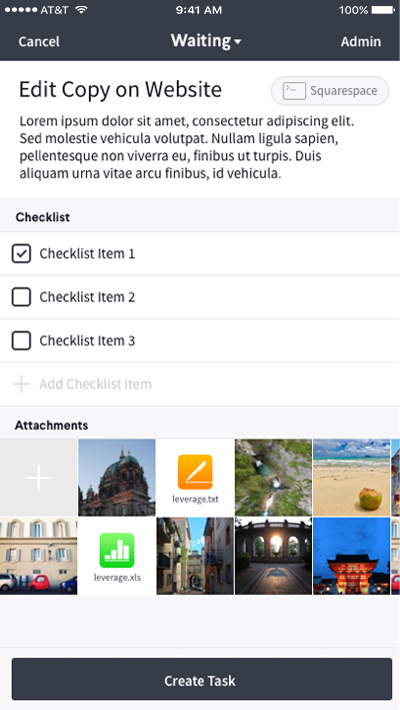 AT&T 9:41 AM 100%
Cancel Waiting Admin
Edit Copy on Website Squarespace
Lorem ipsum dolor sit amet, consectetur adipiscing elit.
Sed molestie vehicula volutpat. Nullam ligula sapien,
pellentesque non viverra eu, finibus ut turpis. Duis
aliquam urna vitae arcu finibus, id vehicula.
Checklist
Checklist Item 1
Checklist Item 2
Checklist Item 3
Add Checklist Item
Attachments
leverage.txt
leverage.xls
Create Task